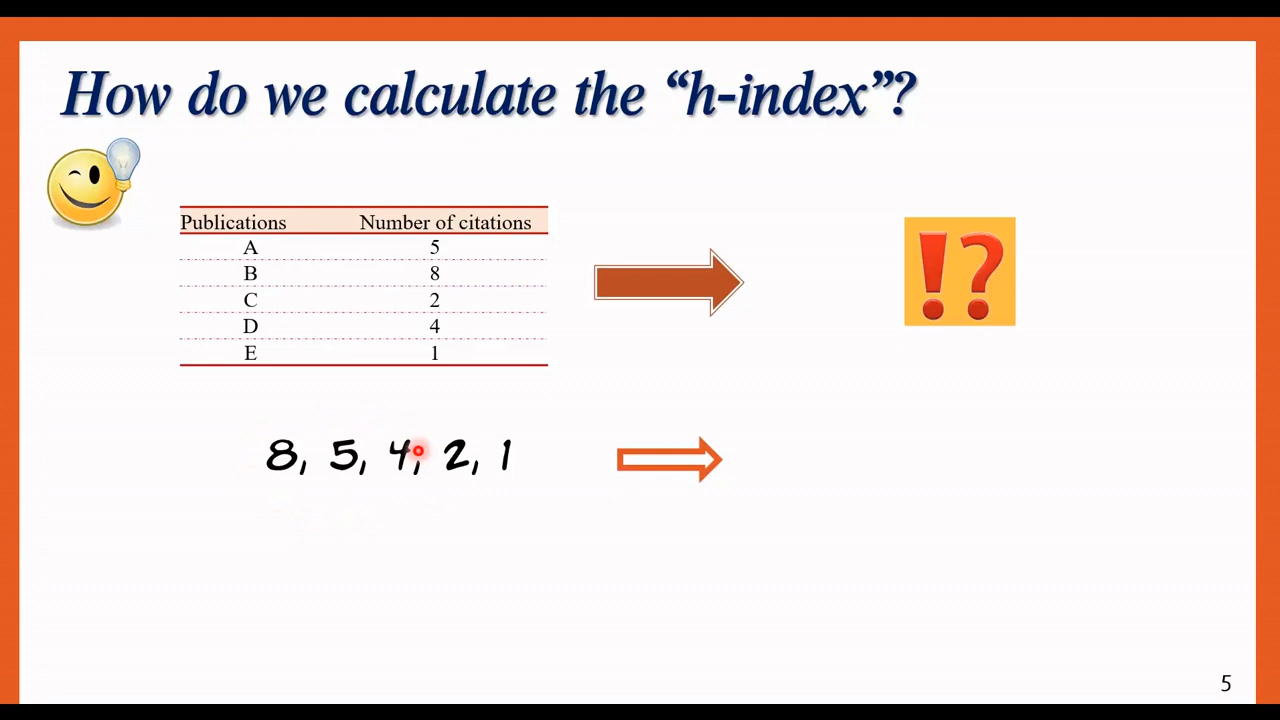 How do we calculate the “h-index”?
Publications Number of citations
A 5
B 8
C 2
D 4
E 1
8, 5, 4, 2, 1
5